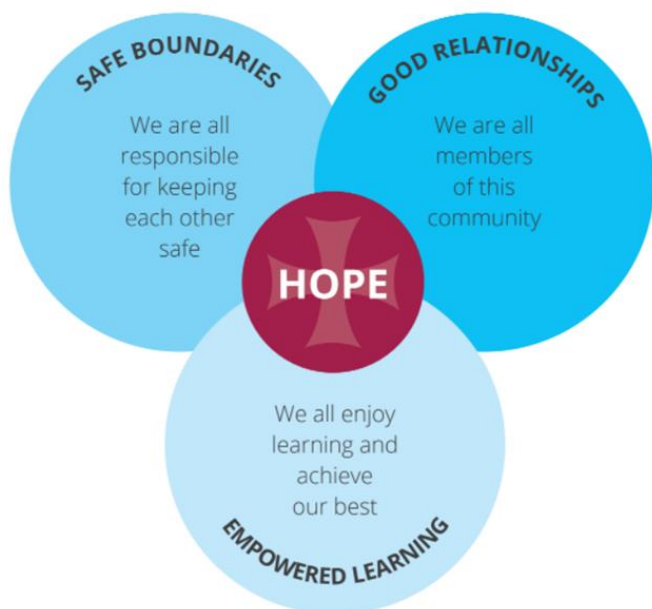 SAFE BOUNDARIES
We are all
responsible
for keeping
each other
safe
GOOD RELATIONSHIPS
We are all
members
of this
community
HOPE
We all enjoy
learning and
achieve
our best
EMPOWERED LEARNING